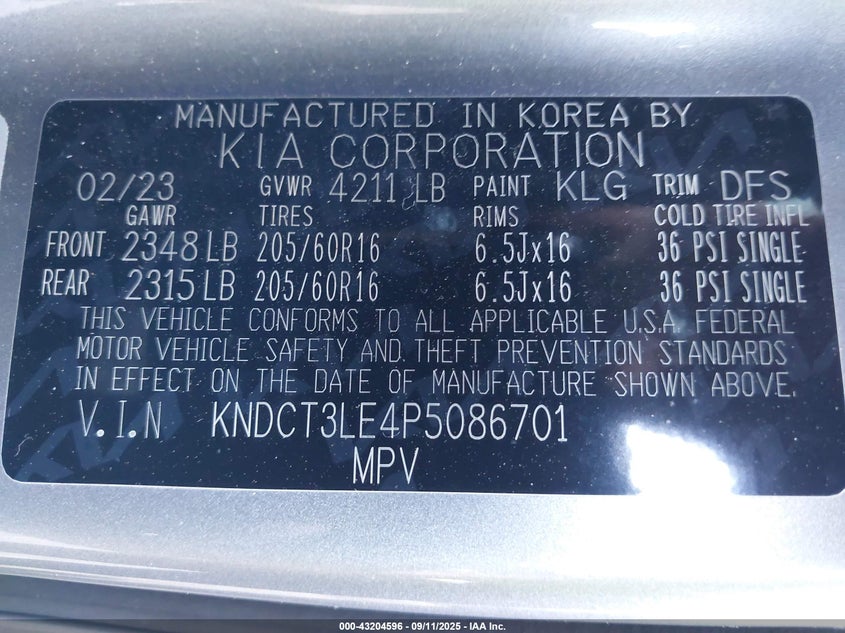 MANUFACTURED IN KOREA BY
KIA CORPORATION
02/23 GVWR 4211 LB PAINT KLG TRIM DFS
GAWR TIRES RIMS COLD TIRE INFL
FRONT 2348 LB 205/60R16 6.5Jx16 36 PSI SINGLE
REAR 2315 LB 205/60R16 6.5Jx16 36 PSI SINGLE
THIS VEHICLE CONFORMS TO ALL APPLICABLE U.S.A. FEDERAL
MOTOR VEHICLE SAFETY AND THEFT PREVENTION STANDARDS
IN EFFECT ON THE DATE OF MANUFACTURE SHOWN ABOVE.
V.I.N KNDCT3LE4P5086701
MPV
000-43204596 - 09/11/2025 - IAA Inc.